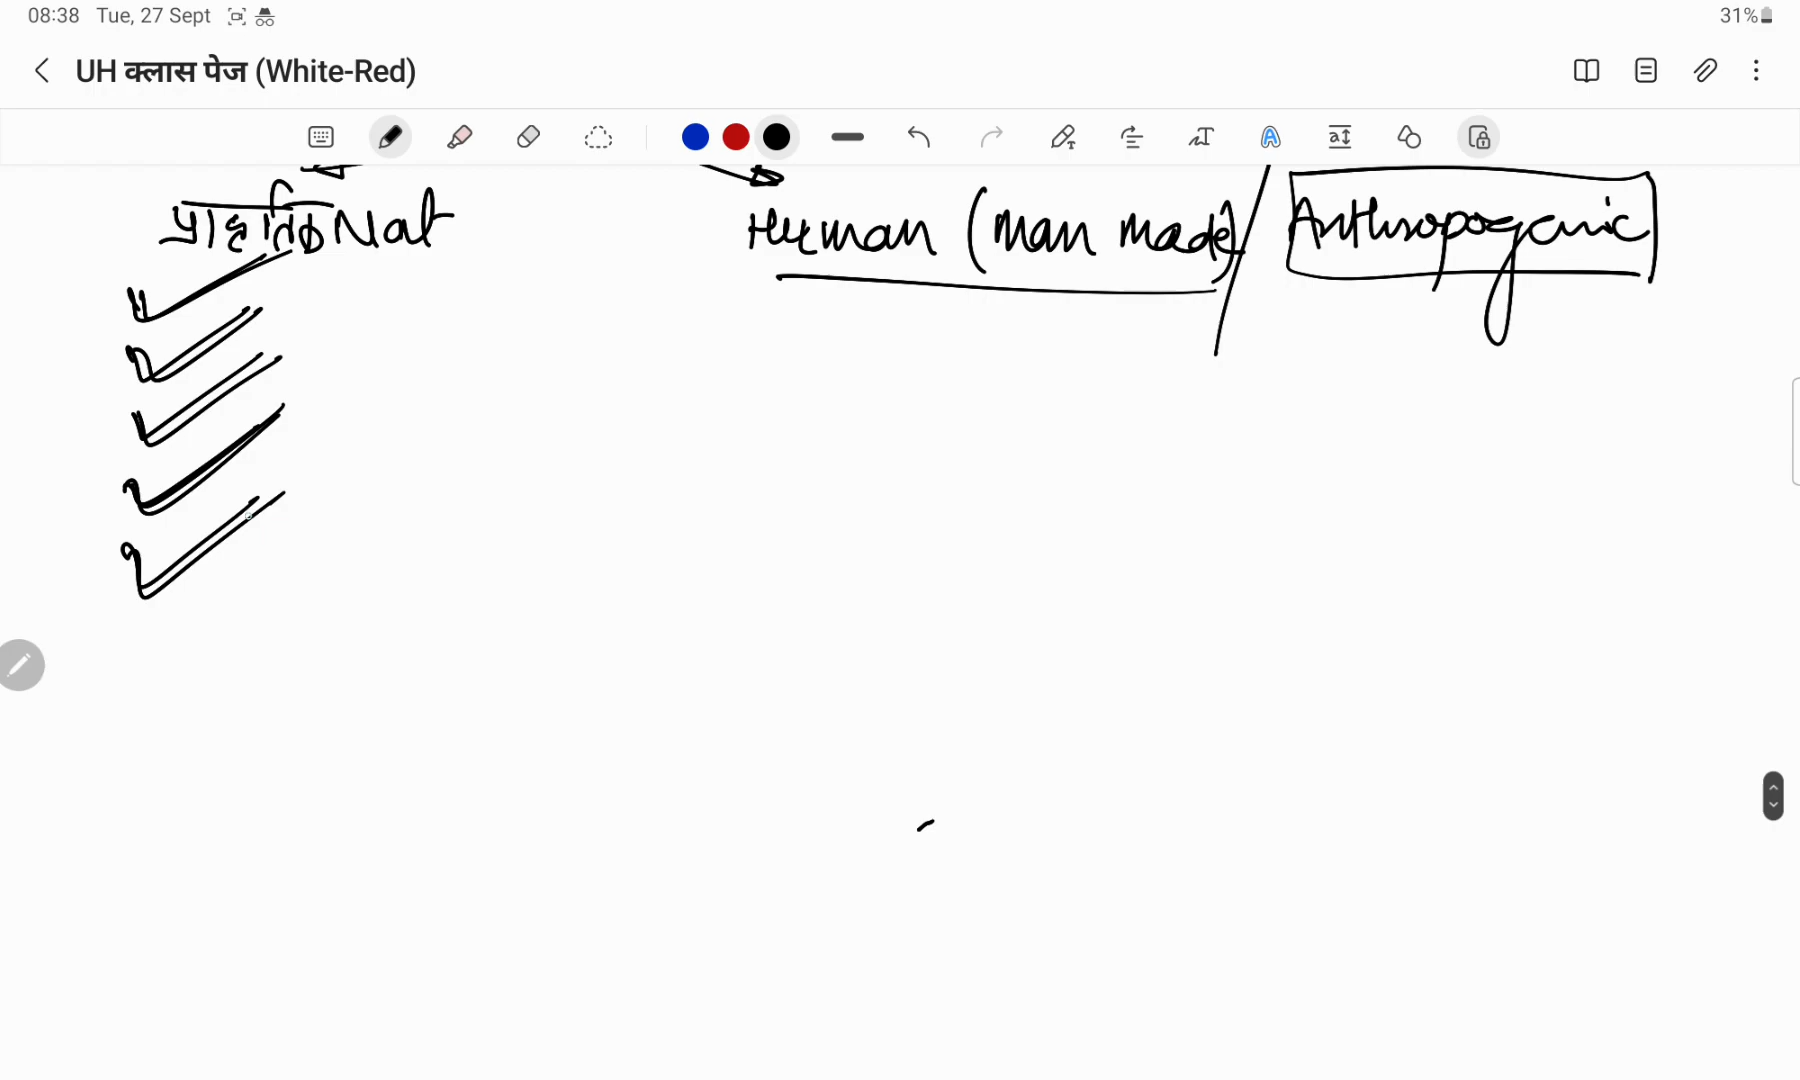 08:38 Tue, 27 Sept 31%
UH क्लास पेज (White-Red)
प्राकृतिक Nat Human (Man made) / Anthropogenic